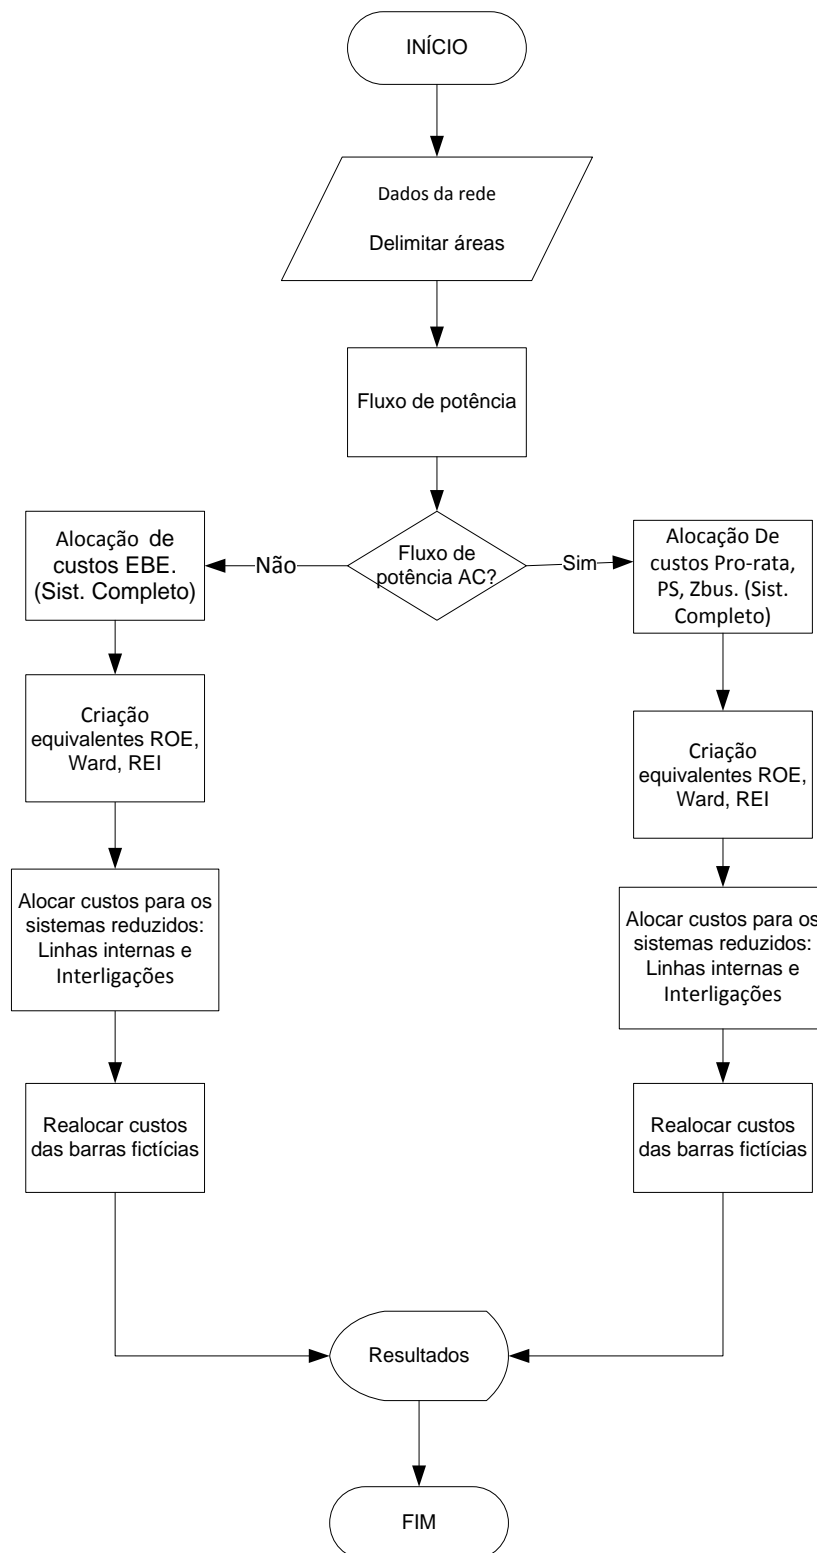 INÍCIO
Dados da rede
Delimitar áreas
Fluxo de potência
Fluxo de
potência AC?
Não
Sim
Alocação de
custos EBE.
(Sist. Completo)
Criação
equivalentes ROE,
Ward, REI
Alocar custos para os
sistemas reduzidos:
Linhas internas e
Interligações
Realocar custos
das barras fictícias
Alocação De
custos Pro-rata,
PS, Zbus. (Sist.
Completo)
Criação
equivalentes ROE,
Ward, REI
Alocar custos para os
sistemas reduzidos:
Linhas internas e
Interligações
Realocar custos
das barras fictícias
Resultados
FIM